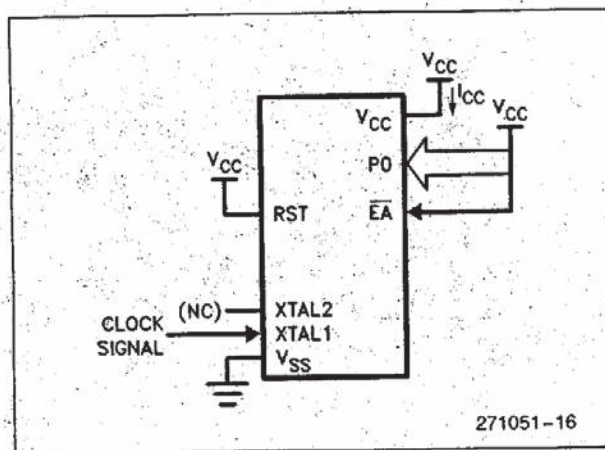 VCC
ICC
VCC
VCC
P0
VCC
RST
EA
(NC)
XTAL2
CLOCK
SIGNAL
XTAL1
VSS
271051-16